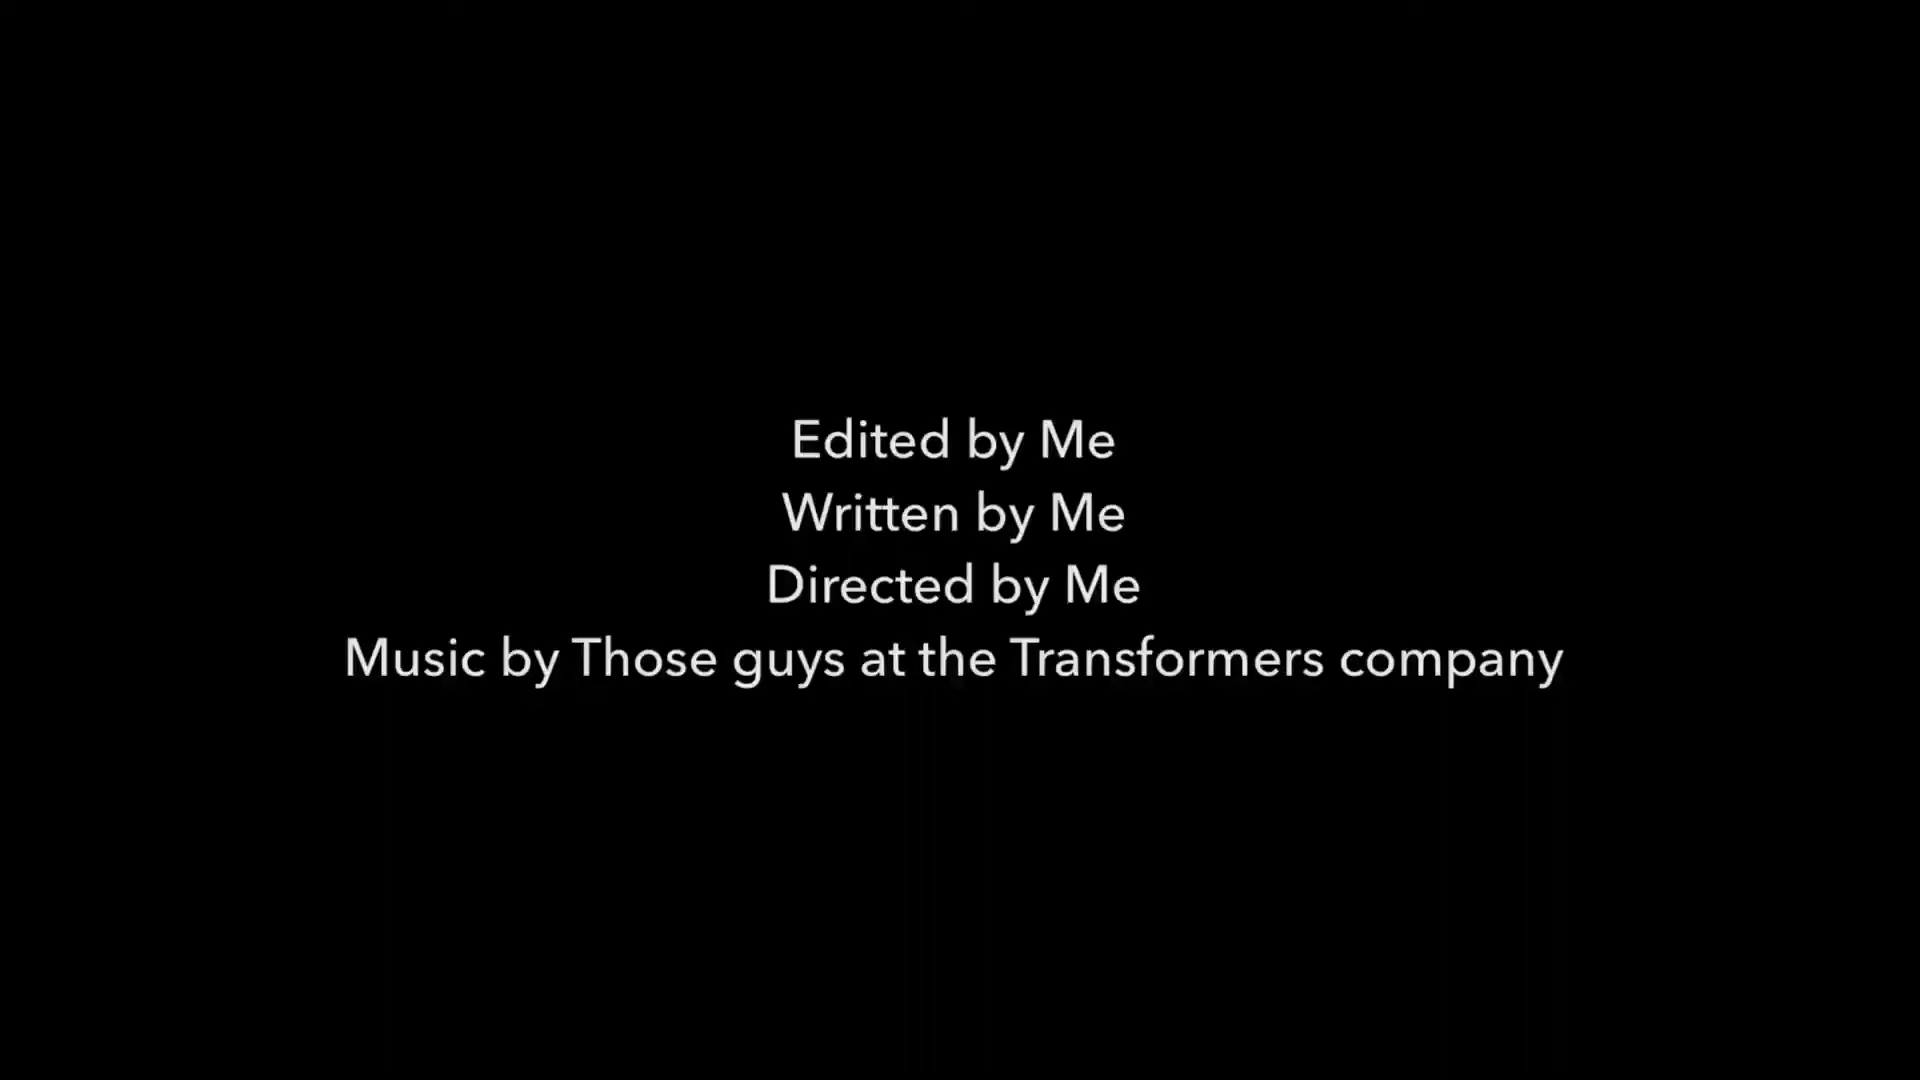 Edited by Me
Written by Me
Directed by Me
Music by Those guys at the Transformers company